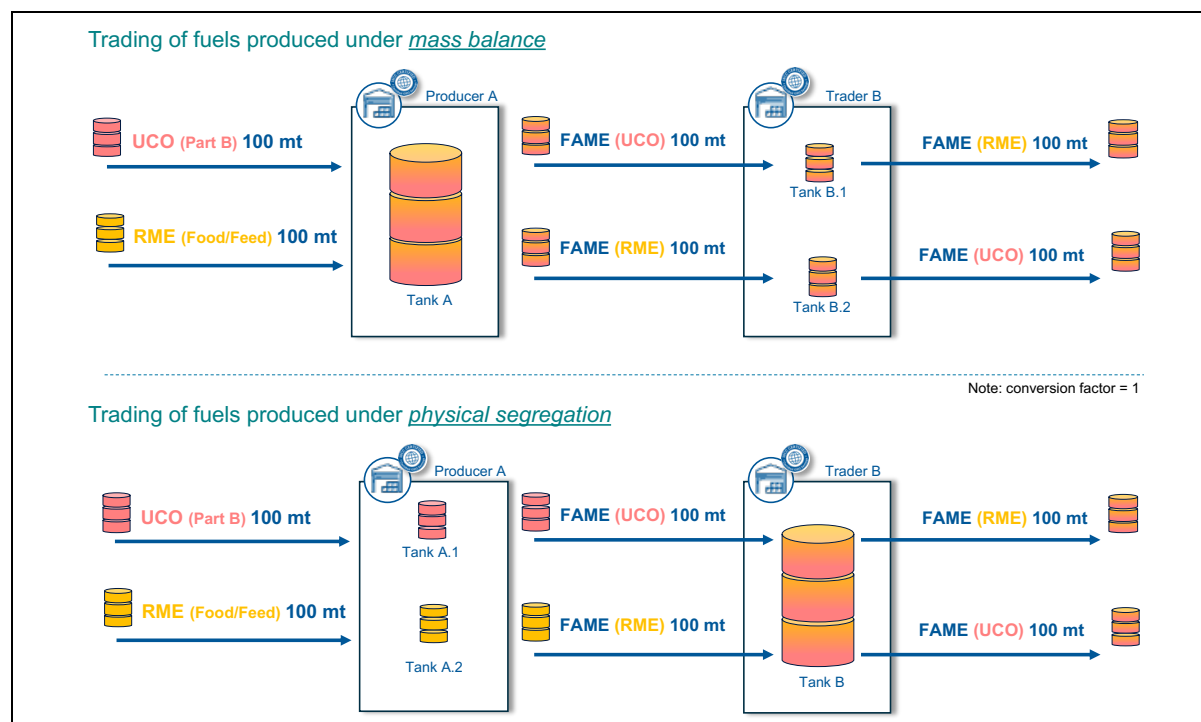 Trading of fuels produced under mass balance
Producer A
Trader B
UCO (Part B) 100 mt
FAME (UCO) 100 mt
FAME (RME) 100 mt
Tank B.1
RME (Food/Feed) 100 mt
FAME (RME) 100 mt
FAME (UCO) 100 mt
Tank A
Tank B.2
Note: conversion factor = 1
Trading of fuels produced under physical segregation
Producer A
Trader B
UCO (Part B) 100 mt
FAME (UCO) 100 mt
FAME (RME) 100 mt
Tank A.1
RME (Food/Feed) 100 mt
FAME (RME) 100 mt
FAME (UCO) 100 mt
Tank A.2
Tank B